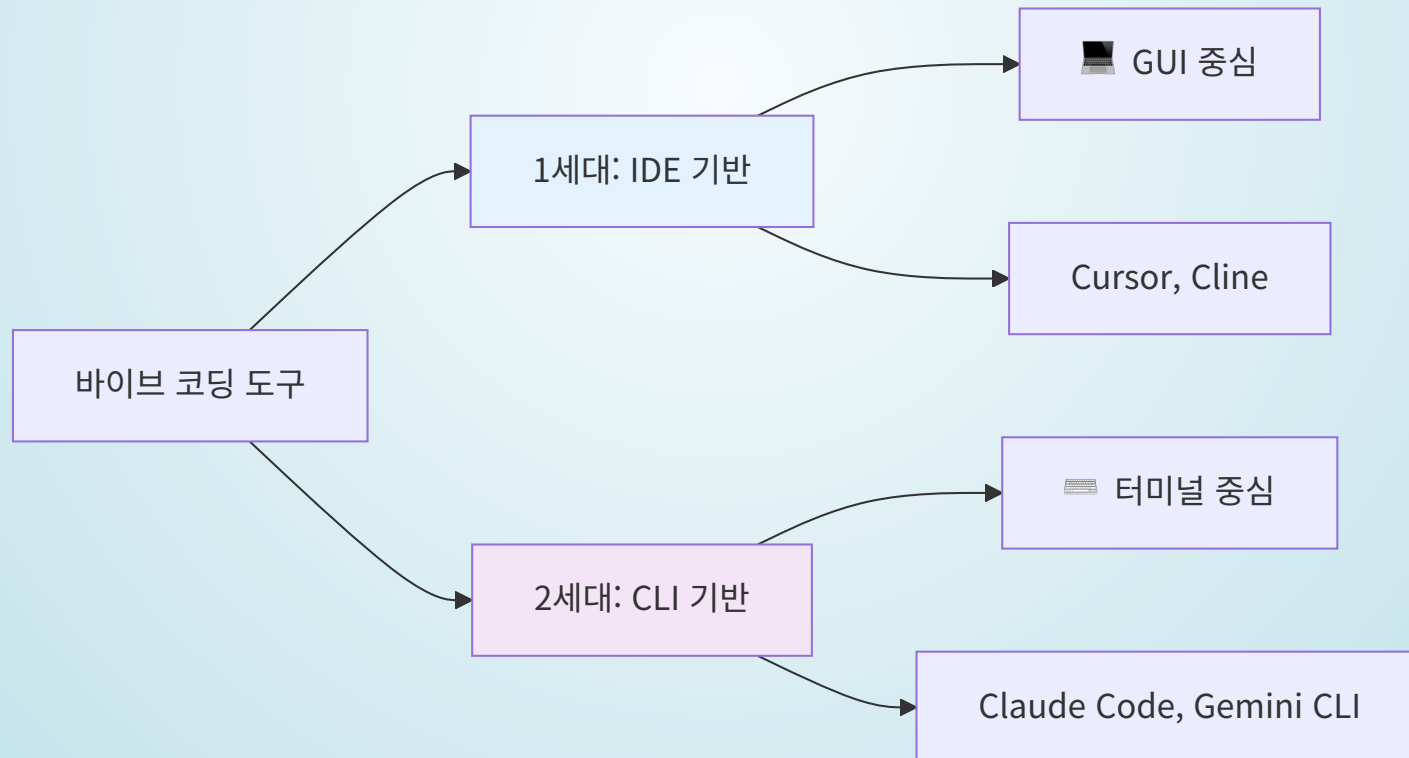 바이브 코딩 도구
1세대: IDE 기반
GUI 중심
Cursor, Cline
2세대: CLI 기반
터미널 중심
Claude Code, Gemini CLI